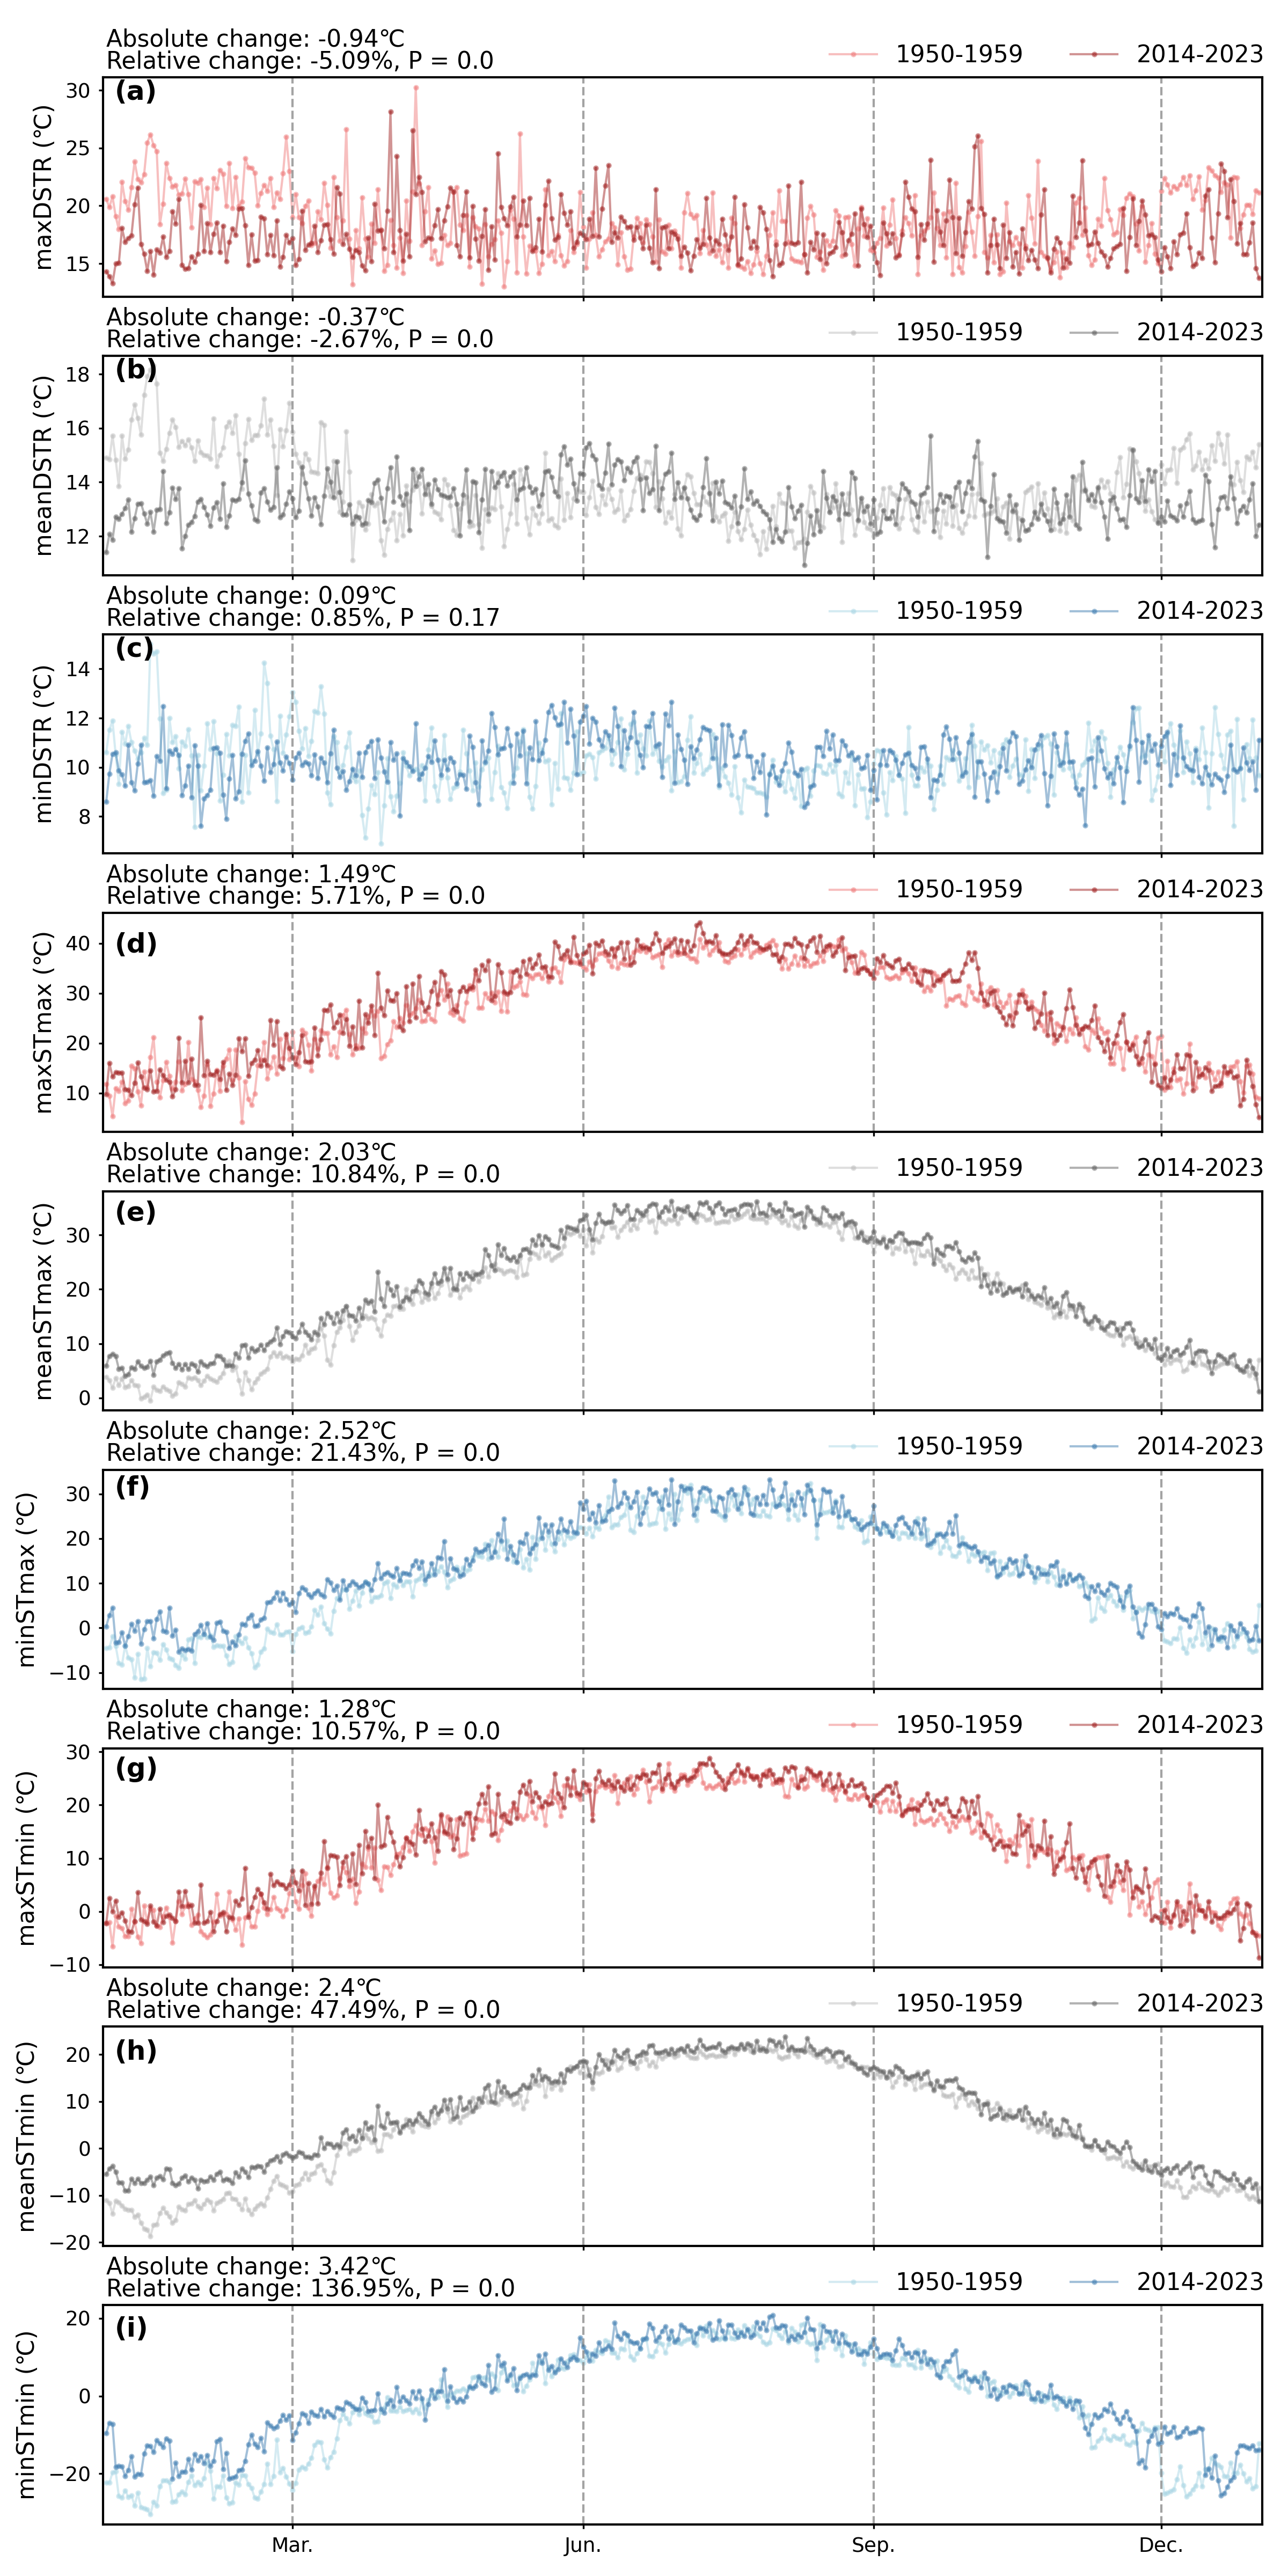 Absolute change: -0.94℃
Relative change: -5.09%, P = 0.0
1950-1959 2014-2023
(a)
maxDSTR (℃)
30
25
20
15
Absolute change: -0.37℃
Relative change: -2.67%, P = 0.0
1950-1959 2014-2023
(b)
meanDSTR (℃)
18
16
14
12
Absolute change: 0.09℃
Relative change: 0.85%, P = 0.17
1950-1959 2014-2023
(c)
minDSTR (℃)
14
12
10
8
Absolute change: 1.49℃
Relative change: 5.71%, P = 0.0
1950-1959 2014-2023
(d)
maxSTmax (℃)
40
30
20
10
Absolute change: 2.03℃
Relative change: 10.84%, P = 0.0
1950-1959 2014-2023
(e)
meanSTmax (℃)
30
20
10
0
Absolute change: 2.52℃
Relative change: 21.43%, P = 0.0
1950-1959 2014-2023
(f)
minSTmax (℃)
30
20
10
0
−10
Absolute change: 1.28℃
Relative change: 10.57%, P = 0.0
1950-1959 2014-2023
(g)
maxSTmin (℃)
30
20
10
0
−10
Absolute change: 2.4℃
Relative change: 47.49%, P = 0.0
1950-1959 2014-2023
(h)
meanSTmin (℃)
20
10
0
−10
−20
Absolute change: 3.42℃
Relative change: 136.95%, P = 0.0
1950-1959 2014-2023
(i)
minSTmin (℃)
20
0
−20
Mar. Jun. Sep. Dec.